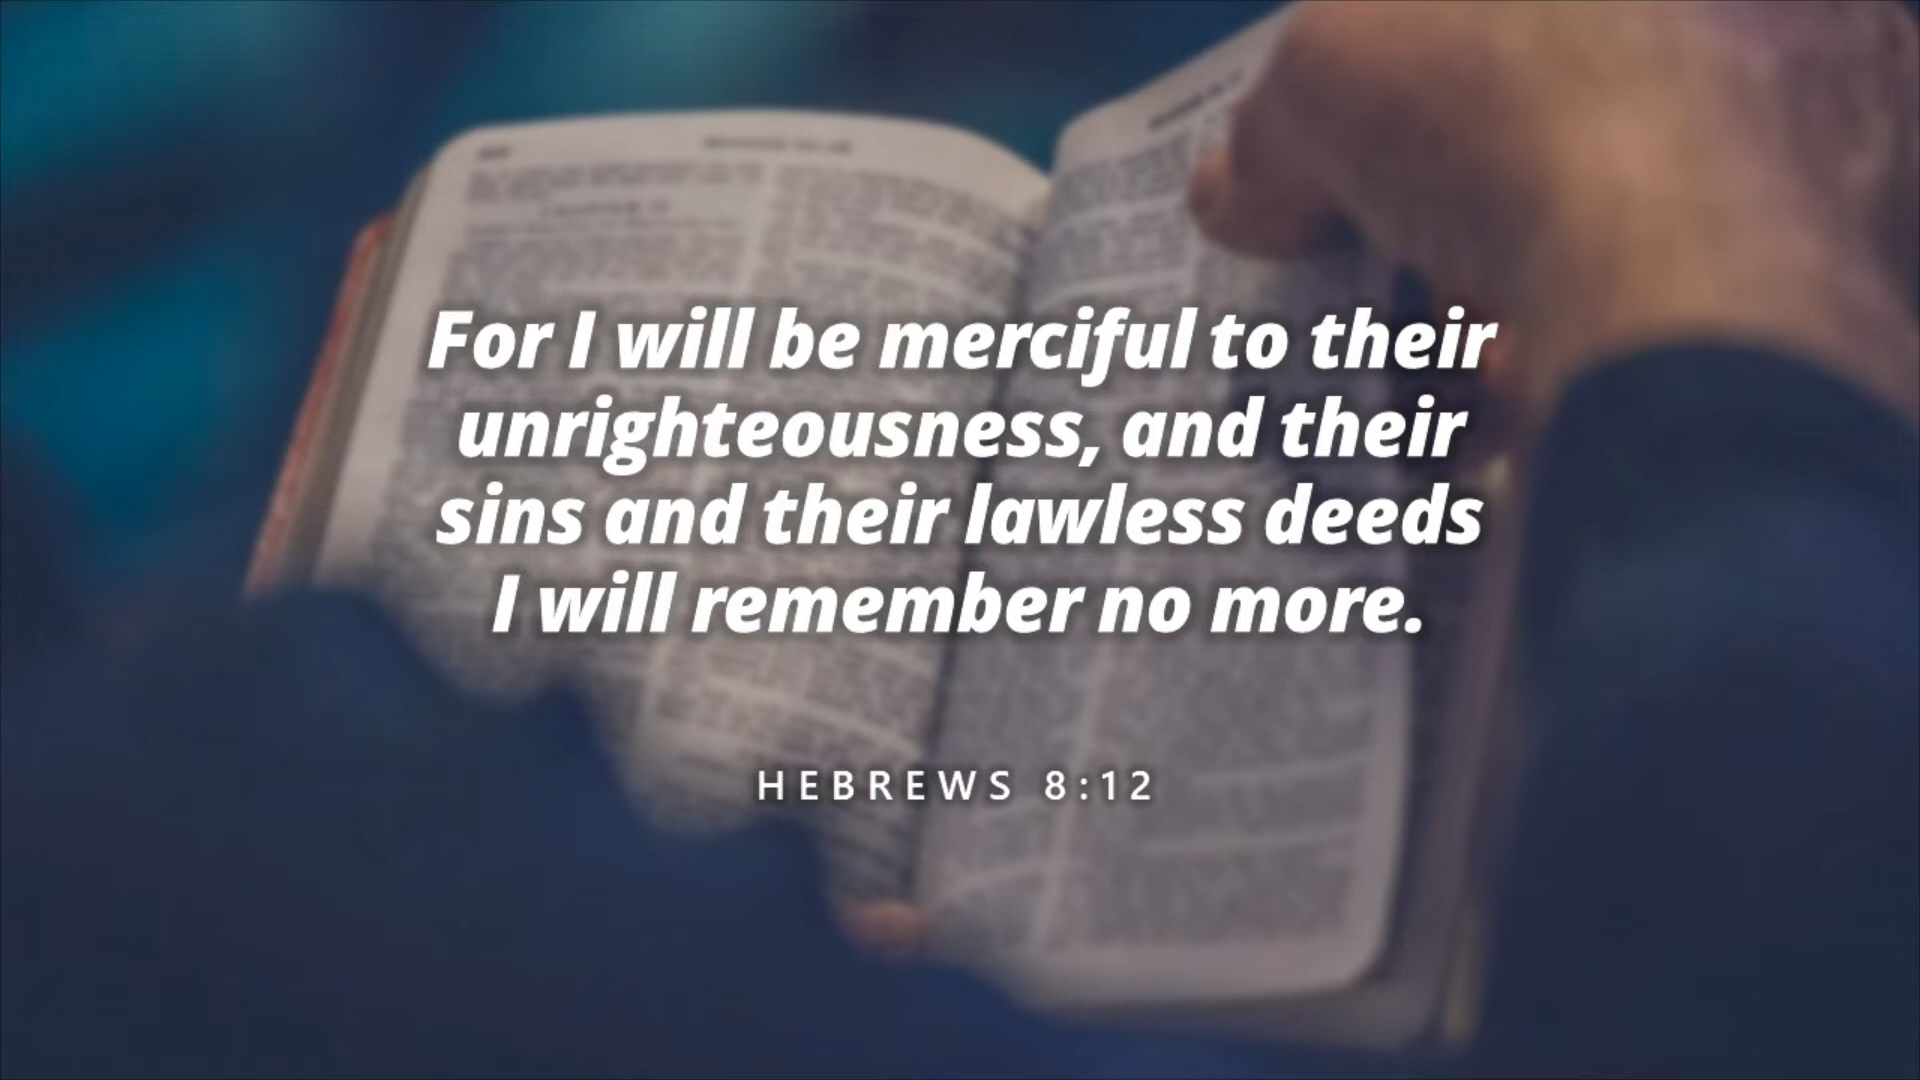 For I will be merciful to their
unrighteousness, and their
sins and their lawless deeds
I will remember no more.
HEBREWS 8:12